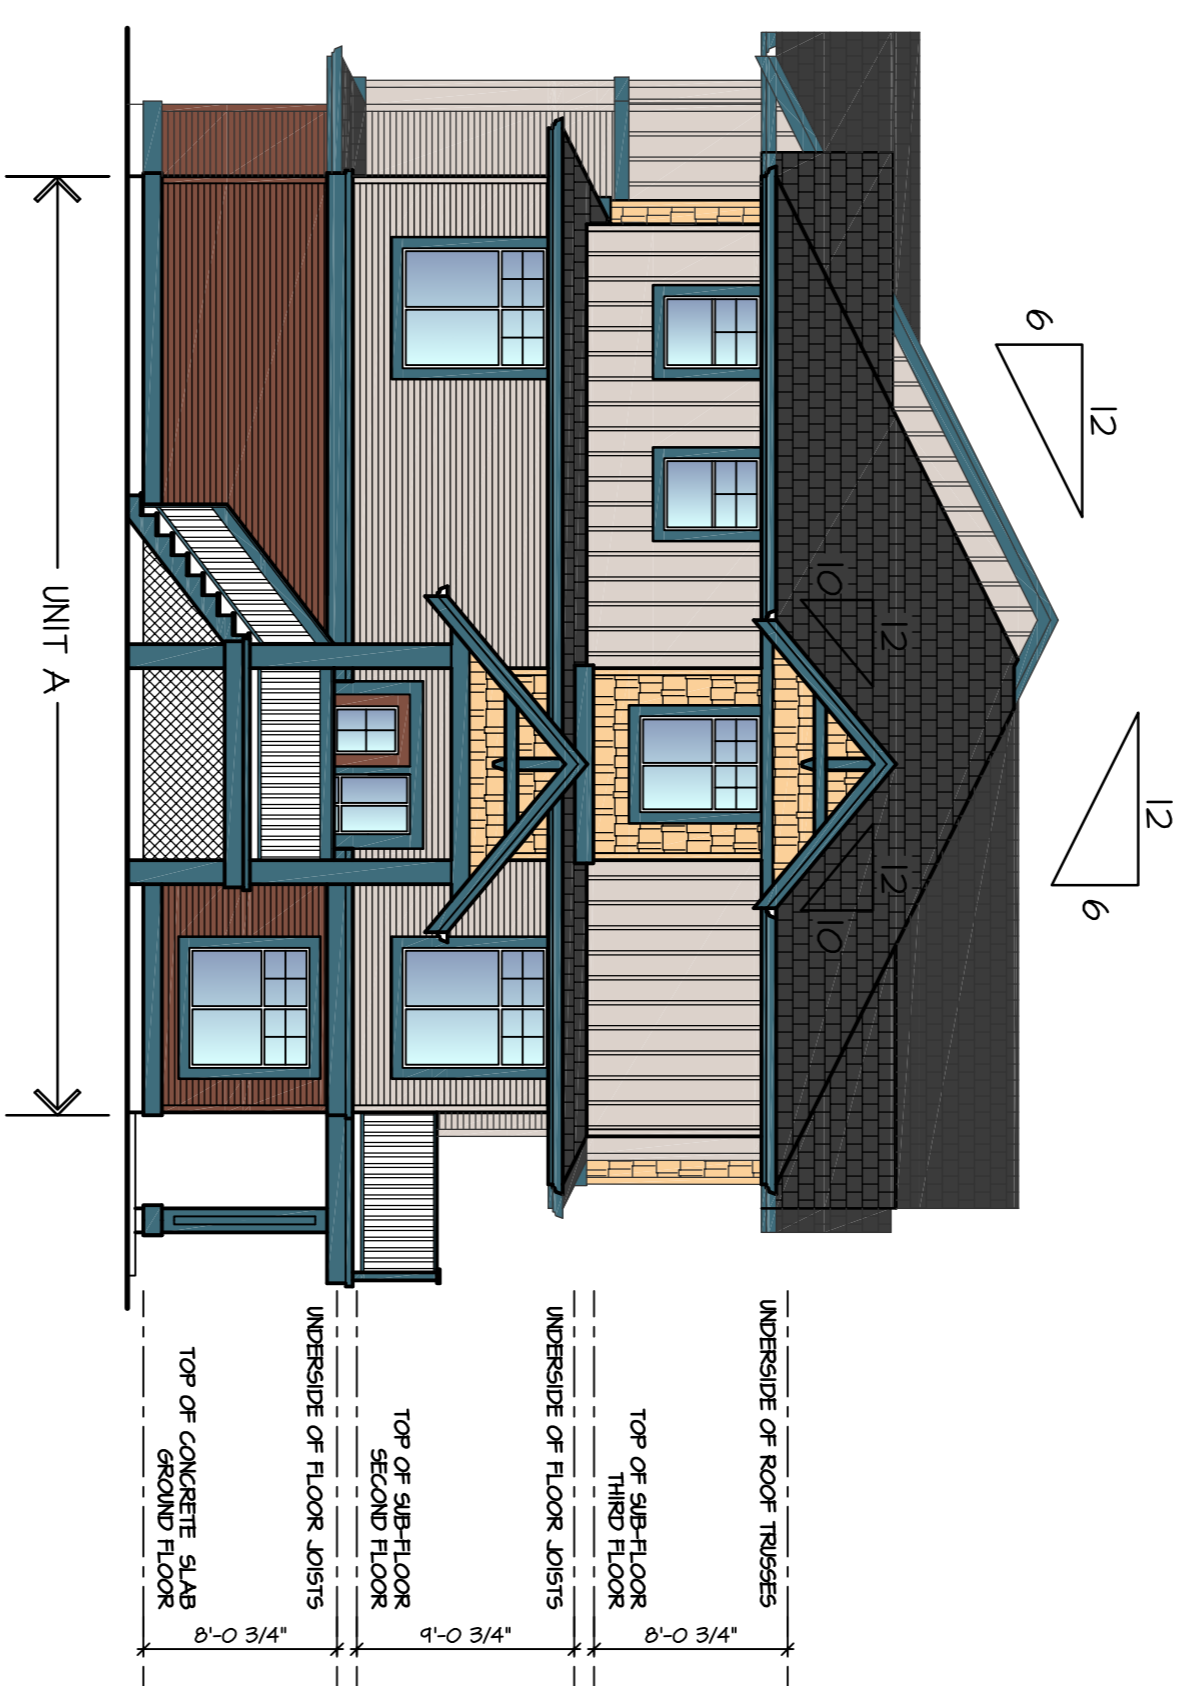 12
6
12
6
12
10
12
10
UNDERSIDE OF ROOF TRUSSES
8'-0 3/4"
TOP OF SUB-FLOOR
THIRD FLOOR
UNDERSIDE OF FLOOR JOISTS
9'-0 3/4"
TOP OF SUB-FLOOR
SECOND FLOOR
UNDERSIDE OF FLOOR JOISTS
8'-0 3/4"
TOP OF CONCRETE SLAB
GROUND FLOOR
UNIT A